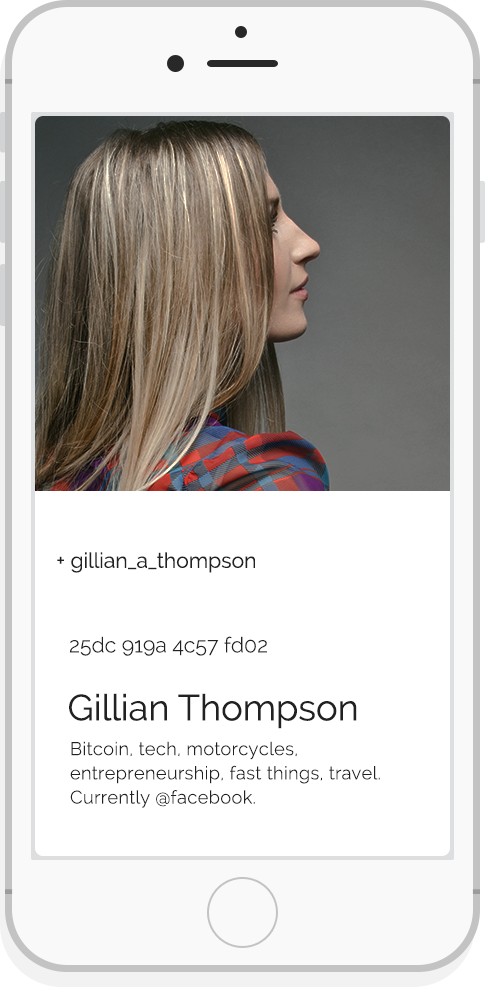 + gillian_a_thompson
25dc 919a 4c57 fd02
Gillian Thompson
Bitcoin, tech, motorcycles,
entrepreneurship, fast things, travel.
Currently @facebook.